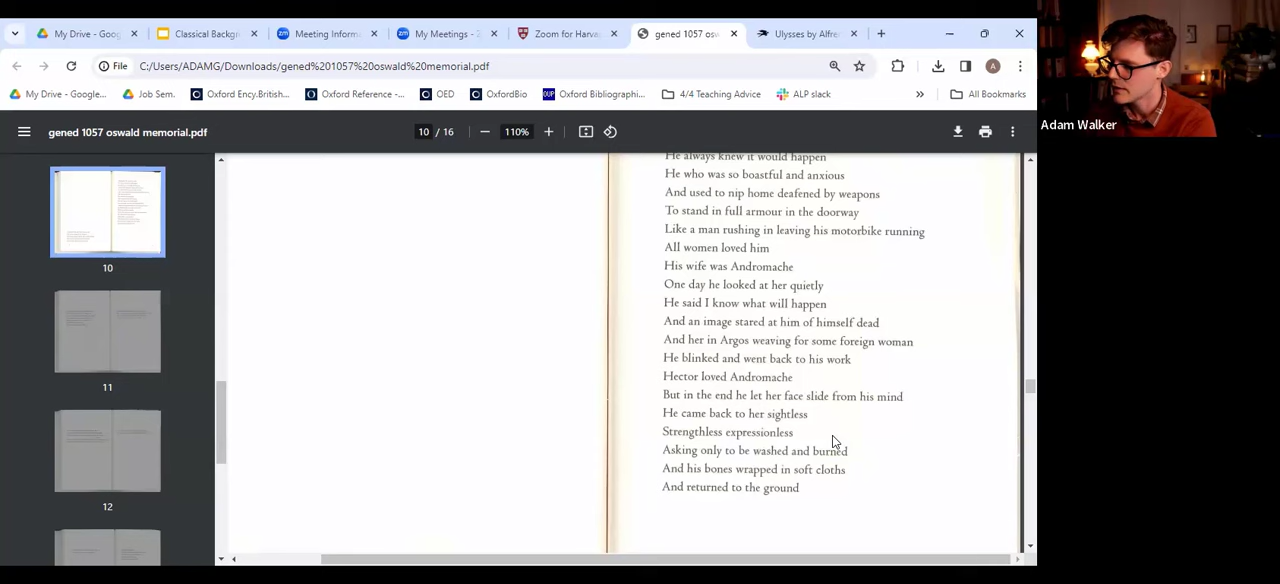 My Drive - Goog
Classical Backgr
Meeting Inform
My Meetings - Z
Zoom for Harva
gened 1057 osw
Ulysses by Alfre
File
C:/Users/ADAMG/Downloads/gened%201057%20oswald%20memorial.pdf
My Drive - Google...
Job Sem.
Oxford Ency.British...
Oxford Reference -...
OED
OxfordBio
Oxford Bibliographi...
4/4 Teaching Advice
ALP slack
»
All Bookmarks
gened 1057 oswald memorial.pdf
10 / 16
110%
Adam Walker
10
11
12
He always knew it would happen
He who was so boastful and anxious
And used to nip home deafened by weapons
To stand in full armour in the doorway
Like a man rushing in leaving his motorbike running
All women loved him
His wife was Andromache
One day he looked at her quietly
He said I know what will happen
And an image stared at him of himself dead
And her in Argos weaving for some foreign woman
He blinked and went back to his work
Hector loved Andromache
But in the end he let her face slide from his mind
He came back to her sightless
Strengthless expressionless
Asking only to be washed and burned
And his bones wrapped in soft cloths
And returned to the ground